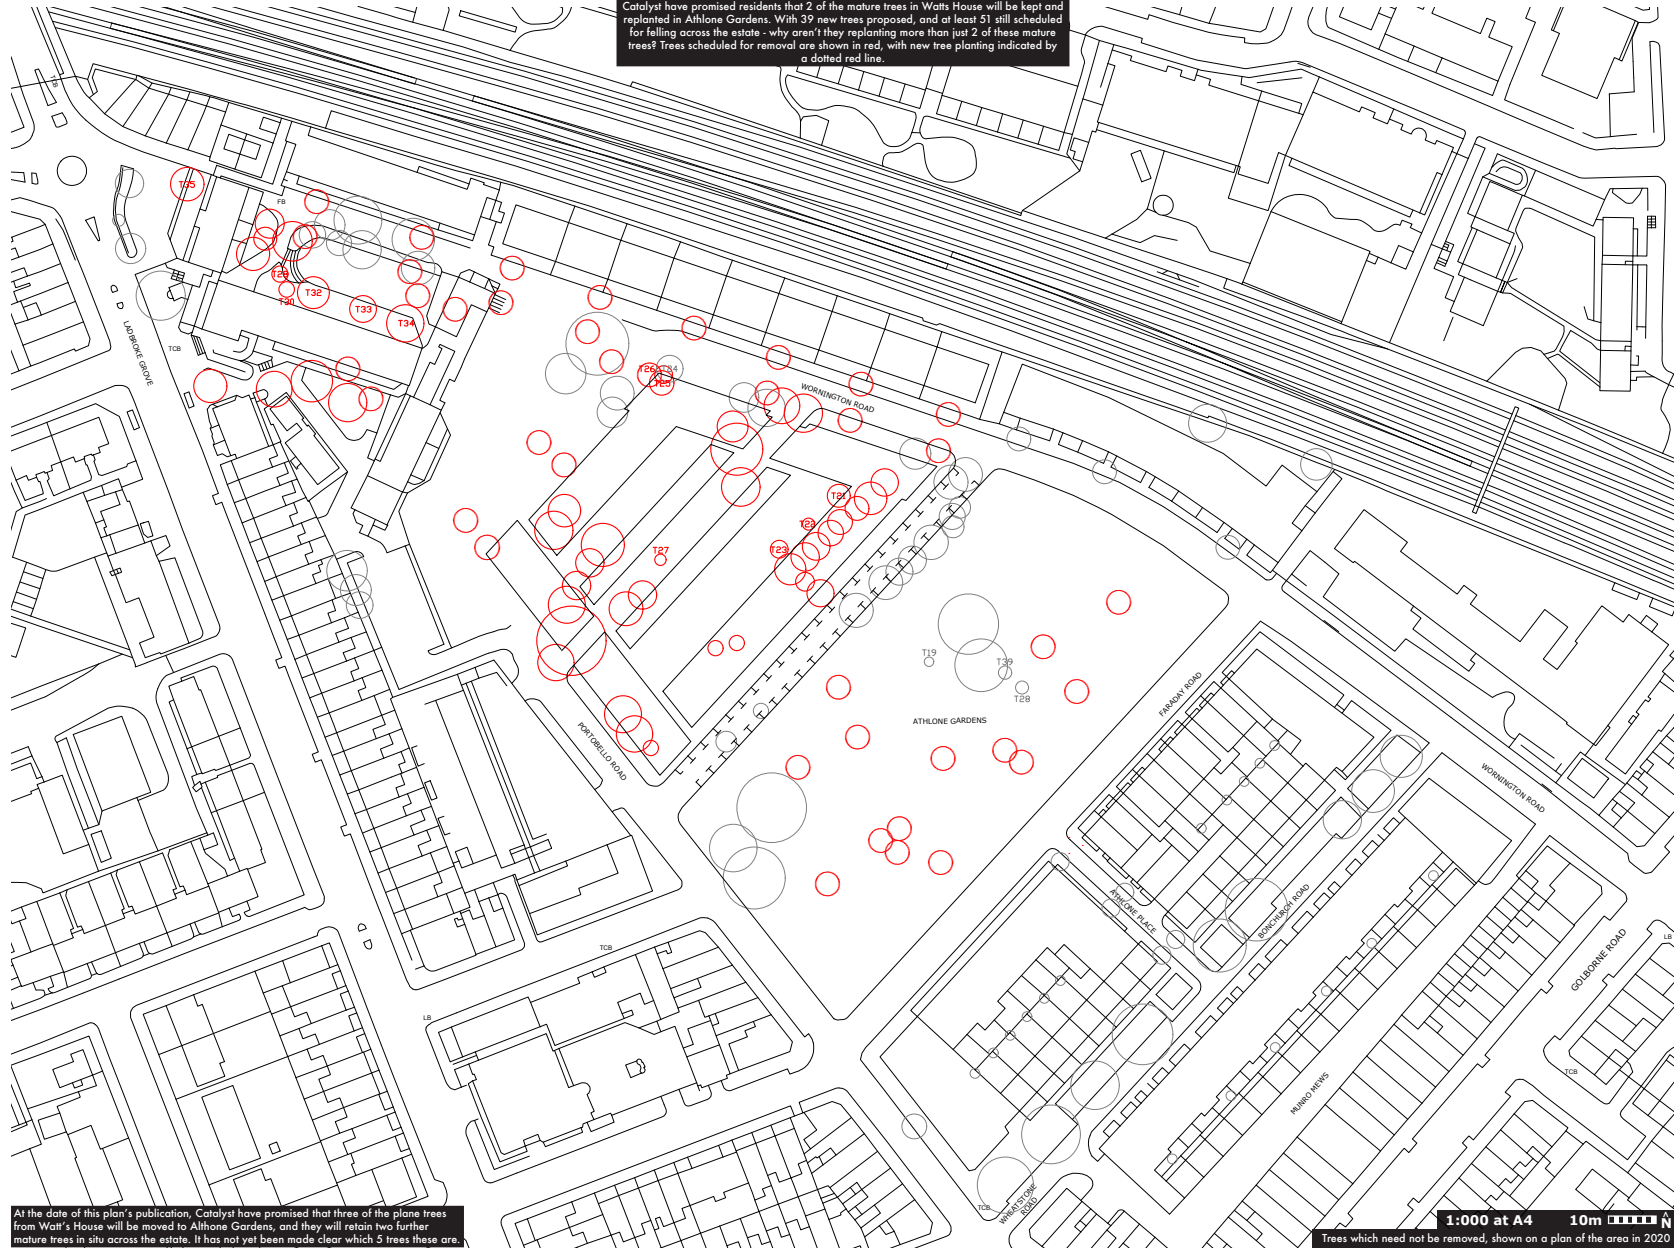 Catalyst have promised residents that 2 of the mature trees in Watts House will be kept and
replanted in Athlone Gardens. With 39 new trees proposed, and at least 51 still scheduled
for felling across the estate - why aren't they replanting more than just 2 of these mature
trees? Trees scheduled for removal are shown in red, with new tree planting indicated by
a dotted red line.
TCB
T35
FB
T29
T30
T32
T33
T34
LADBROKE GROVE
TCB
T26
T25
WORNINGTON ROAD
T21
T22
T23
T27
T19
T39
T28
ATHLONE GARDENS
FARADAY ROAD
PORTOBELLO ROAD
WORNINGTON ROAD
ATHLONE PLACE
BONCHURCH ROAD
GOLBORNE ROAD
LB
TCB
LB
TCB
MUNRO MEWS
TCB
WHEATSTONE
ROAD
At the date of this plan's publication, Catalyst have promised that three of the plane trees
from Watt's House will be moved to Althone Gardens, and they will retain two further
mature trees in situ across the estate. It has not yet been made clear which 5 trees these are.
1:000 at A4 10m N
Trees which need not be removed, shown on a plan of the area in 2020